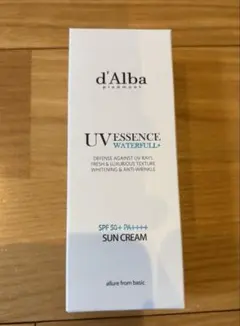 d'Alba
piedmont
UV ESSENCE
WATERFULL+
DEFENSE AGAINST UV RAYS,
FRESH & LUXURIOUS TEXTURE
WHITENING & ANTI-WRINKLE
SPF 50+ PA++++
SUN CREAM
allure from basic